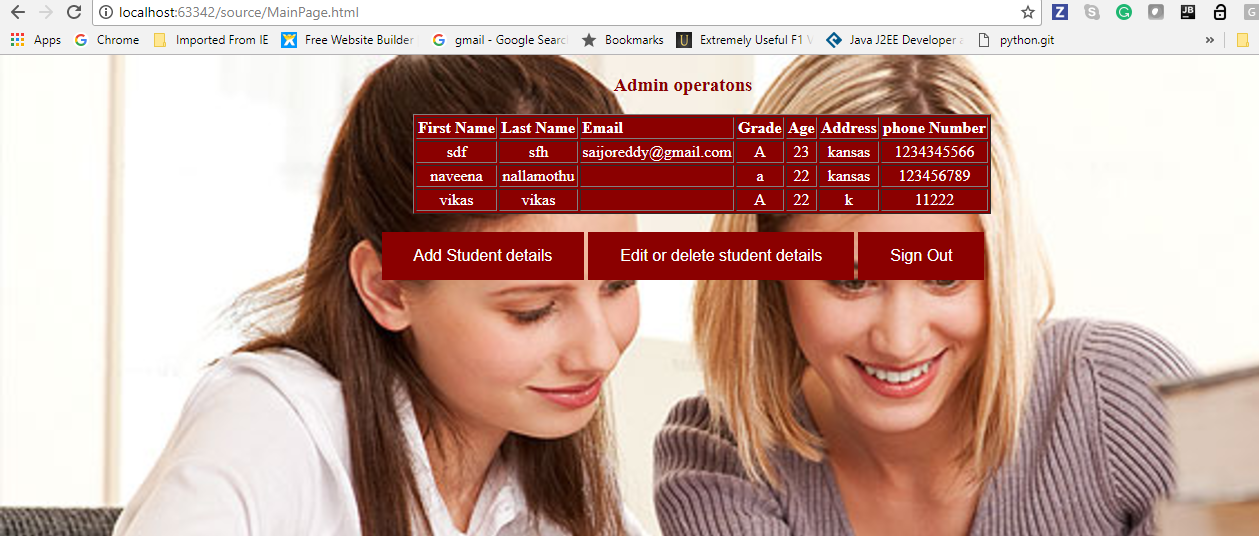 localhost:63342/source/MainPage.html
Apps Chrome Imported From IE Free Website Builder gmail - Google Searc Bookmarks Extremely Useful F1 V Java J2EE Developer python.git »
Admin operatons
First Name Last Name Email Grade Age Address phone Number
sdf sfh saijoreddy@gmail.com A 23 kansas 1234345566
naveena nallamothu a 22 kansas 123456789
vikas vikas A 22 k 11222
Add Student details Edit or delete student details Sign Out